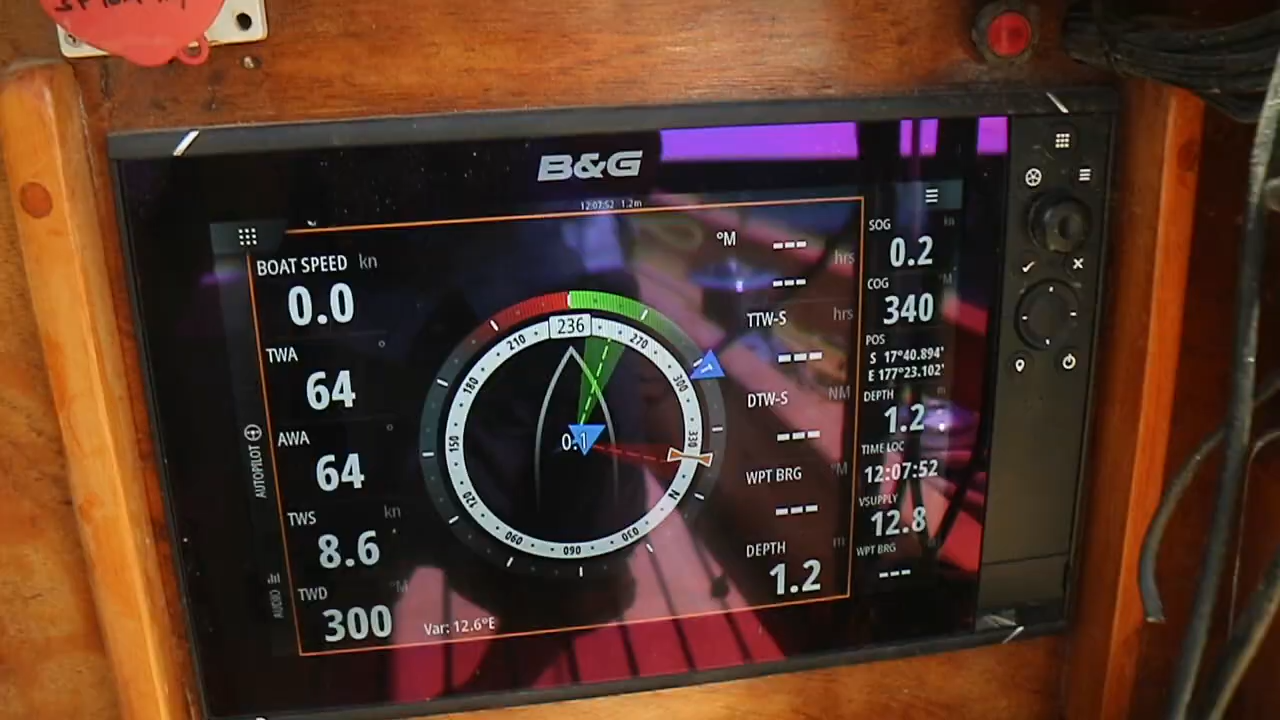 B&G
12:07:52 1.2m
BOAT SPEED kn
0.0
TWA °
64
AWA °
64
TWS kn
8.6
TWD °M
300
AUTOPILOT
AUDIO
Var: 12.6°E
236
210
180
150
120
060
090
030
N
330
300
270
T
0.1
°M
---
hrs
---
TTW-S hrs
---
DTW-S NM
---
WPT BRG °M
---
DEPTH m
1.2
SOG kn
0.2
COG °M
340
POS
S 17°40.894'
E 177°23.102'
DEPTH m
1.2
TIME LOC
12:07:52
VSUPPLY
12.8
WPT BRG
---